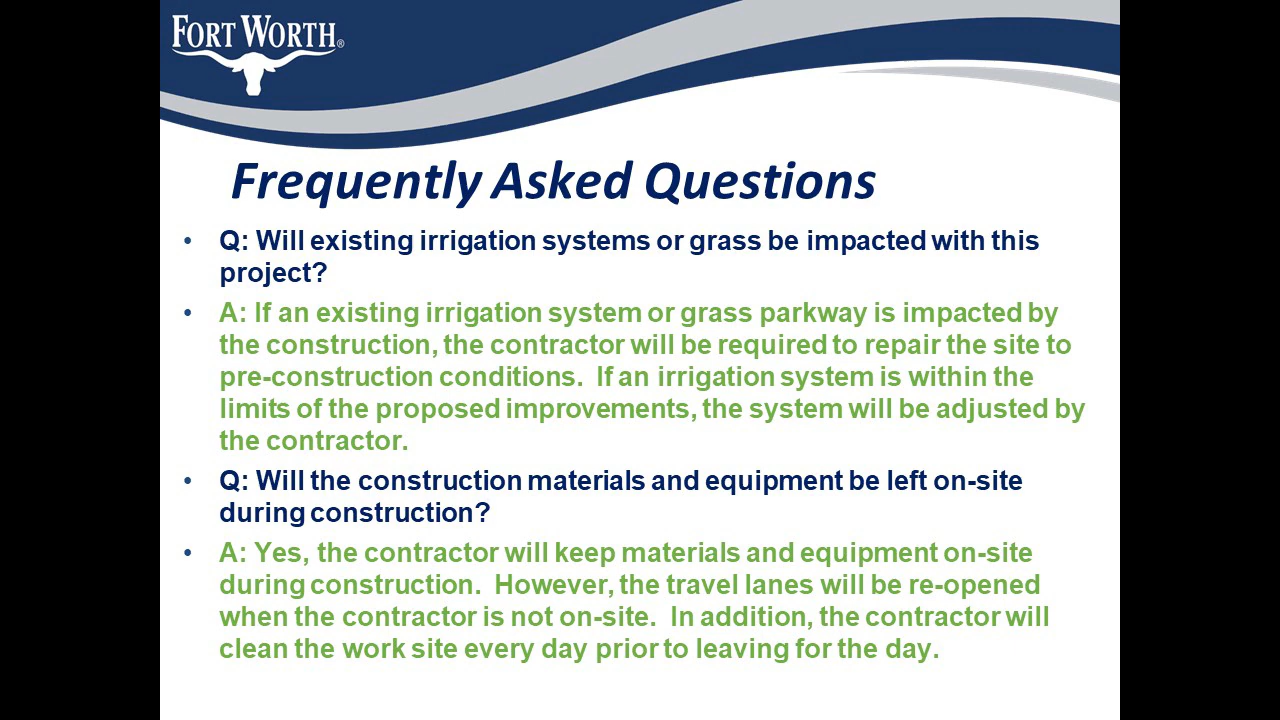 FORT WORTH®
Frequently Asked Questions
• Q: Will existing irrigation systems or grass be impacted with this
project?
• A: If an existing irrigation system or grass parkway is impacted by
the construction, the contractor will be required to repair the site to
pre-construction conditions.  If an irrigation system is within the
limits of the proposed improvements, the system will be adjusted by
the contractor.
• Q: Will the construction materials and equipment be left on-site
during construction?
• A: Yes, the contractor will keep materials and equipment on-site
during construction.  However, the travel lanes will be re-opened
when the contractor is not on-site.  In addition, the contractor will
clean the work site every day prior to leaving for the day.